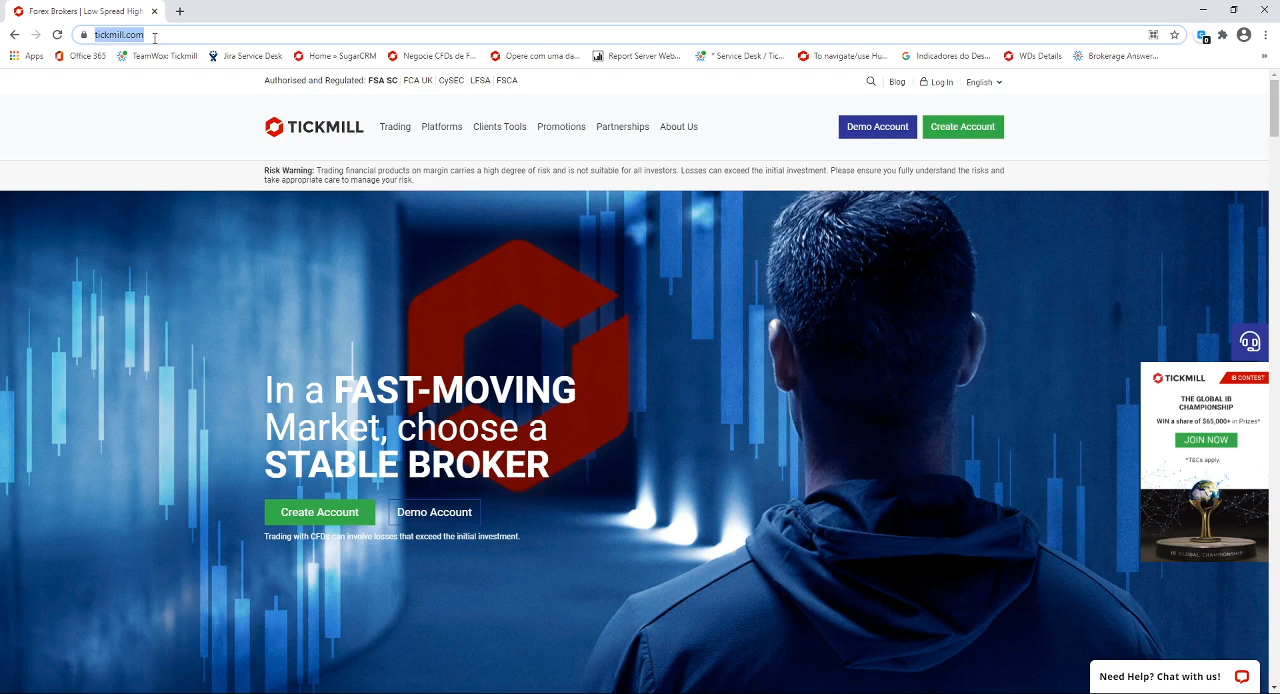 Forex Brokers | Low Spread High
tickmill.com
Apps
Office 365
TeamWox: Tickmill
Jira Service Desk
Home » SugarCRM
Negocie CFDs de F...
Opere com uma da...
Report Server Web...
* Service Desk / Tic...
To navigate/use Hu...
Indicadores do Des...
WDs Details
Brokerage Answer...
»
Authorised and Regulated: FSA SC | FCA UK | CySEC | LFSA | FSCA
Blog
Log In
English
TICKMILL
Trading
Platforms
Clients Tools
Promotions
Partnerships
About Us
Demo Account
Create Account
Risk Warning: Trading financial products on margin carries a high degree of risk and is not suitable for all investors. Losses can exceed the initial investment. Please ensure you fully understand the risks and
take appropriate care to manage your risk.
In a FAST-MOVING
Market, choose a
STABLE BROKER
Create Account
Demo Account
Trading with CFDs can involve losses that exceed the initial investment.
TICKMILL
IB CONTEST
THE GLOBAL IB
CHAMPIONSHIP
WIN a share of $65,000+ in Prizes*
JOIN NOW
*T&Cs apply.
IB GLOBAL CHAMPIONSHIP
Need Help? Chat with us!